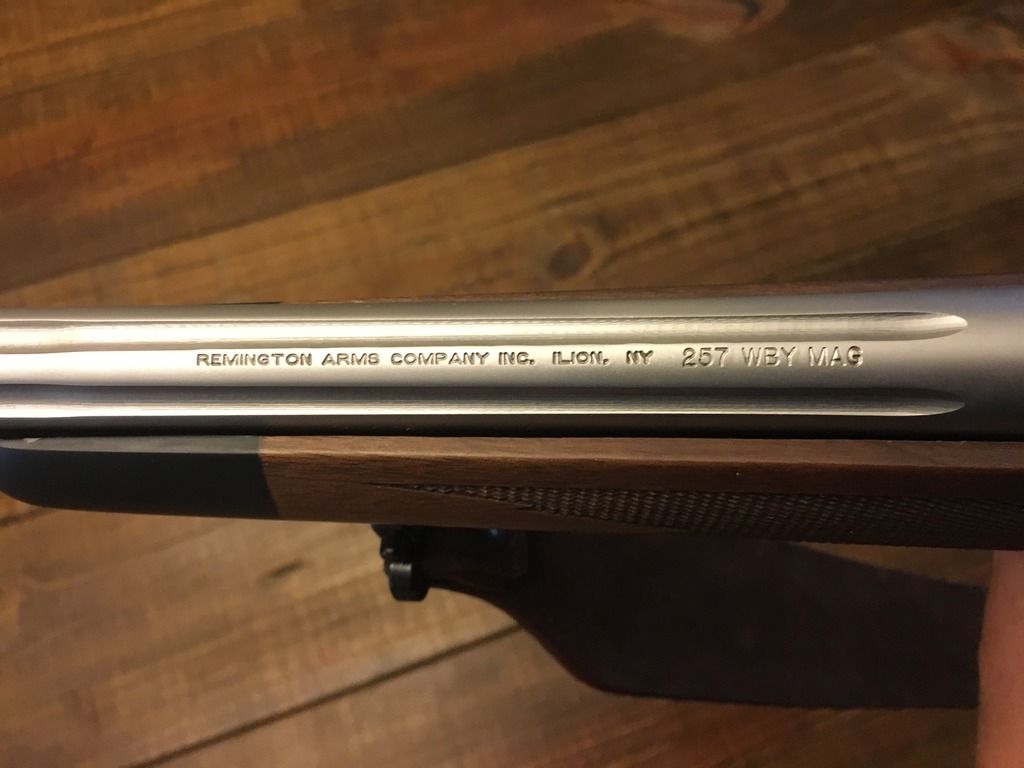 REMINGTON ARMS COMPANY INC. ILION, NY 257 WBY MAG